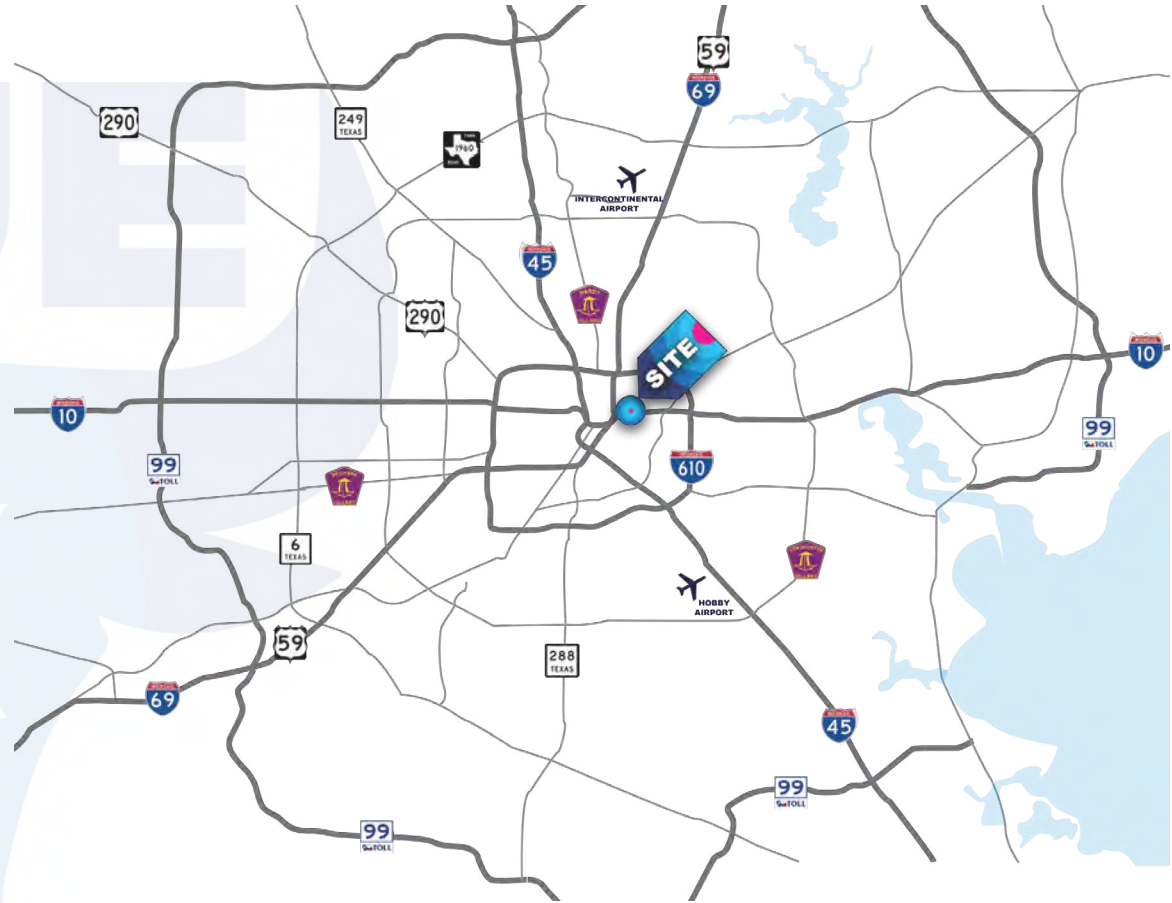 59
69
290
249
TEXAS
1960
INTERCONTINENTAL
AIRPORT
45
290
SITE
10
10
99
TOLL
99
TOLL
610
6
TEXAS
HOBBY
AIRPORT
59
288
TEXAS
69
45
99
TOLL
99
TOLL